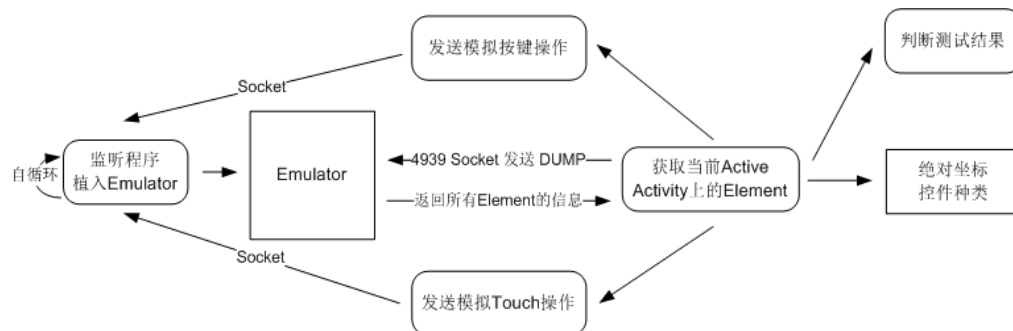 发送模拟按键操作
判断测试结果
Socket
自循环
监听程序
植入Emulator
Emulator
4939 Socket 发送 DUMP
返回所有Element的信息
获取当前Active
Activity上的Element
绝对坐标
控件种类
Socket
发送模拟Touch操作